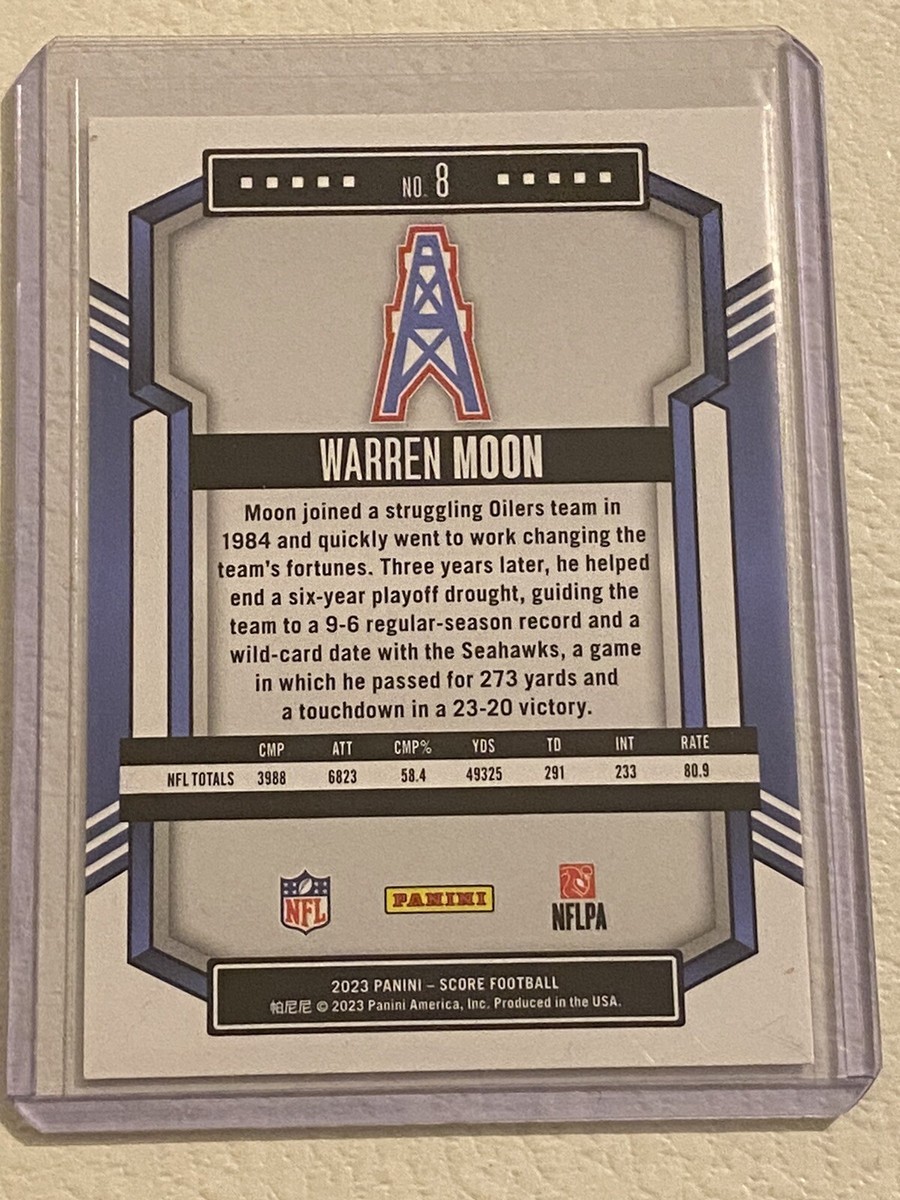 NO. 8
WARREN MOON
Moon joined a struggling Oilers team in
1984 and quickly went to work changing the
team's fortunes. Three years later, he helped
end a six-year playoff drought, guiding the
team to a 9-6 regular-season record and a
wild-card date with the Seahawks, a game
in which he passed for 273 yards and
a touchdown in a 23-20 victory.
CMP ATT CMP% YDS TD INT RATE
NFL TOTALS 3988 6823 58.4 49325 291 233 80.9
NFL PANINI NFLPA
2023 PANINI – SCORE FOOTBALL
帕尼尼 © 2023 Panini America, Inc. Produced in the USA.